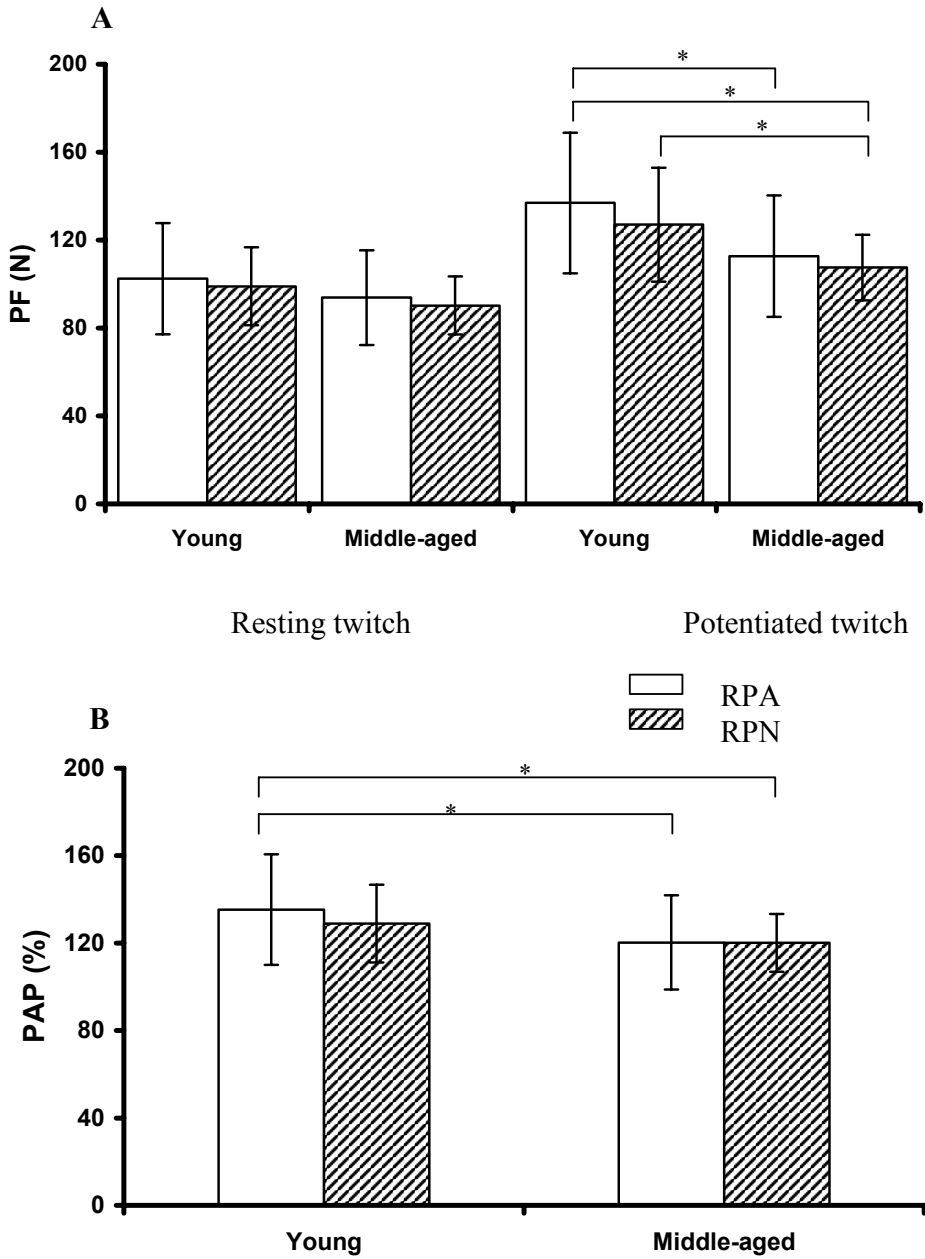 A
200
160
120
80
40
0
PF (N)
*
*
*
Young Middle-aged Young Middle-aged
Resting twitch Potentiated twitch
RPA
RPN
B
200
160
120
80
40
0
PAP (%)
*
*
Young Middle-aged